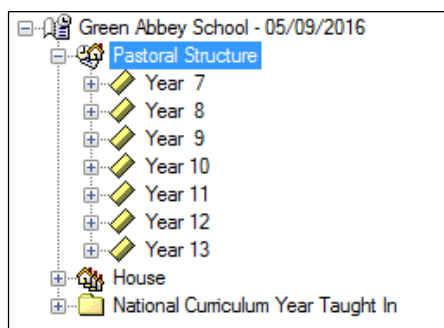 Green Abbey School - 05/09/2016
Pastoral Structure
Year 7
Year 8
Year 9
Year 10
Year 11
Year 12
Year 13
House
National Curriculum Year Taught In